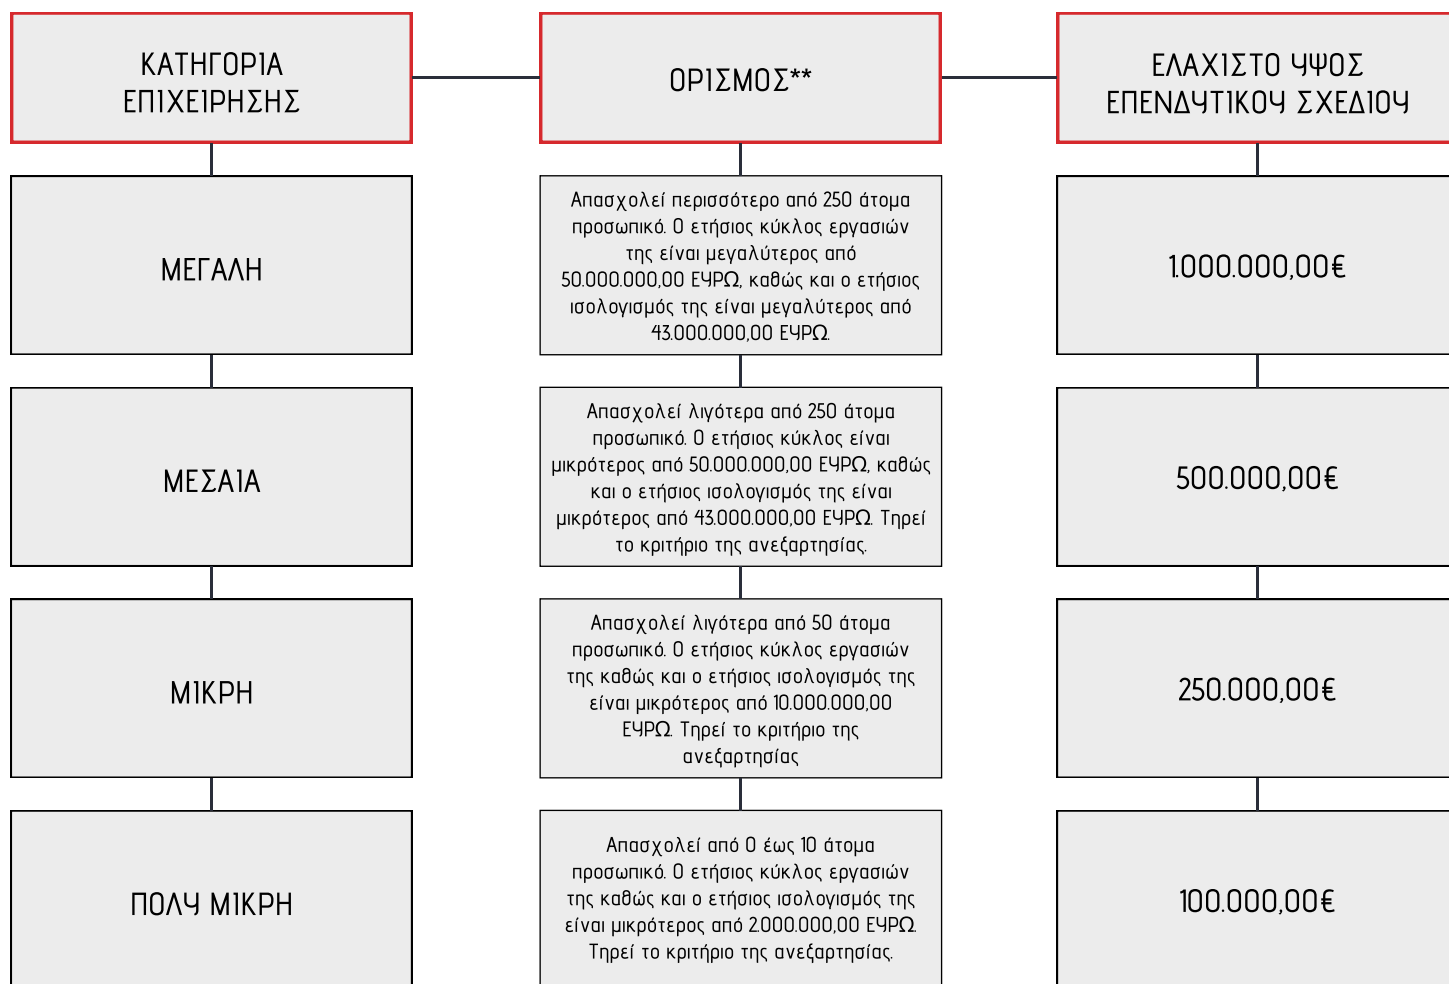 ΚΑΤΗΓΟΡΙΑ
ΕΠΙΧΕΙΡΗΣΗΣ
ΟΡΙΣΜΟΣ**
ΕΛΑΧΙΣΤΟ ΥΨΟΣ
ΕΠΕΝΔΥΤΙΚΟΥ ΣΧΕΔΙΟΥ
ΜΕΓΑΛΗ
Απασχολεί περισσότερο από 250 άτομα
προσωπικό. Ο ετήσιος κύκλος εργασιών
της είναι μεγαλύτερος από
50.000.000,00 ΕΥΡΩ, καθώς και ο ετήσιος
ισολογισμός της είναι μεγαλύτερος από
43.000.000,00 ΕΥΡΩ.
1.000.000,00€
ΜΕΣΑΙΑ
Απασχολεί λιγότερα από 250 άτομα
προσωπικό. Ο ετήσιος κύκλος είναι
μικρότερος από 50.000.000,00 ΕΥΡΩ, καθώς
και ο ετήσιος ισολογισμός της είναι
μικρότερος από 43.000.000,00 ΕΥΡΩ. Τηρεί
το κριτήριο της ανεξαρτησίας.
500.000,00€
ΜΙΚΡΗ
Απασχολεί λιγότερα από 50 άτομα
προσωπικό. Ο ετήσιος κύκλος εργασιών
της καθώς και ο ετήσιος ισολογισμός της
είναι μικρότερος από 10.000.000,00
ΕΥΡΩ. Τηρεί το κριτήριο της
ανεξαρτησίας
250.000,00€
ΠΟΛΥ ΜΙΚΡΗ
Απασχολεί από 0 έως 10 άτομα
προσωπικό. Ο ετήσιος κύκλος εργασιών
της καθώς και ο ετήσιος ισολογισμός της
είναι μικρότερος από 2.000.000,00 ΕΥΡΩ.
Τηρεί το κριτήριο της ανεξαρτησίας.
100.000,00€